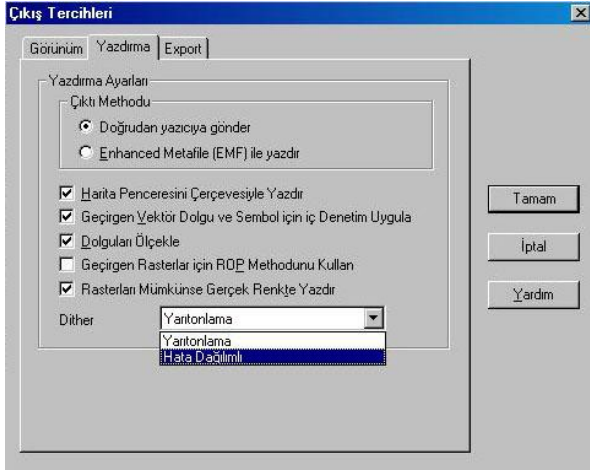 Çıkış Tercihleri
Görünüm Yazdırma Export
Yazdırma Ayarları
Çıktı Methodu
Doğrudan yazıcıya gönder
Enhanced Metafile (EMF) ile yazdır
Harita Penceresini Çerçevesiyle Yazdır
Geçirgen Vektör Dolgu ve Sembol için iç Denetim Uygula
Dolguları Ölçekle
Geçirgen Rasterlar için ROP Methodunu Kullan
Rasterları Mümkünse Gerçek Renkte Yazdır
Dither Yarıtonlama
Yarıtonlama
Hata Dağılımlı
Tamam
İptal
Yardım